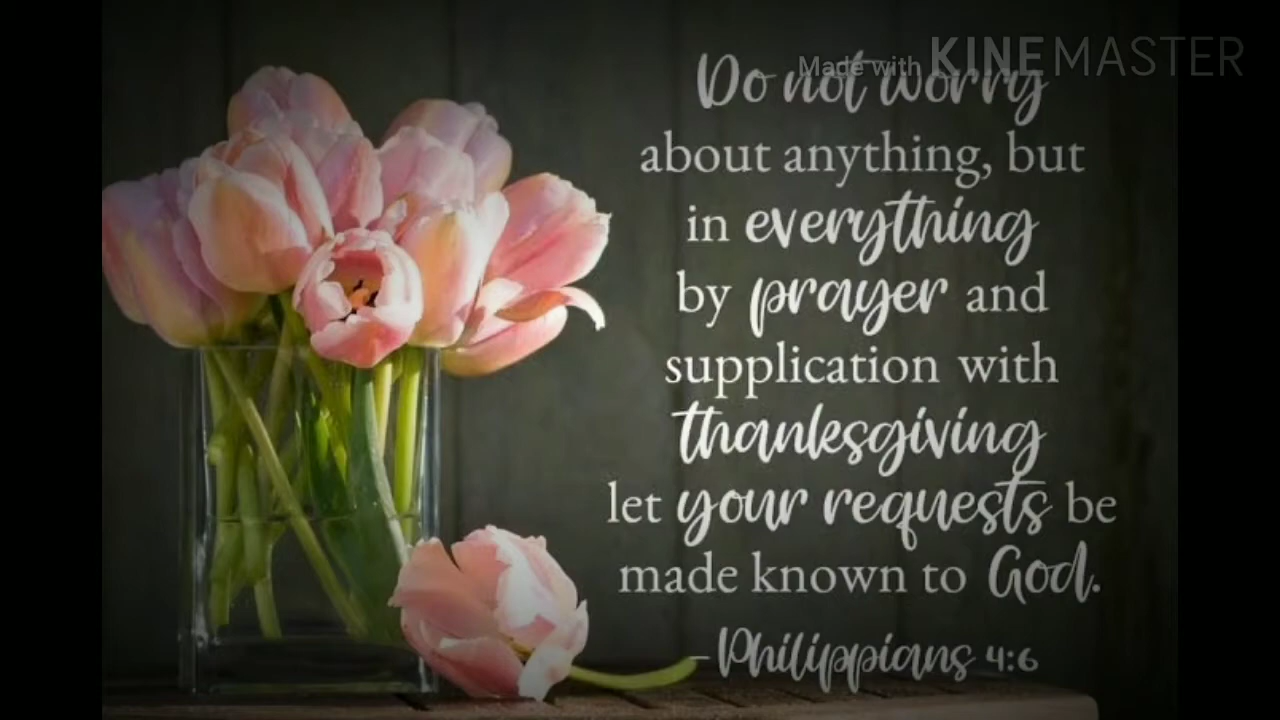 Made with KINEMASTER
Do not worry
about anything, but
in everything
by prayer and
supplication with
thanksgiving
let your requests be
made known to God.
-Philippians 4:6